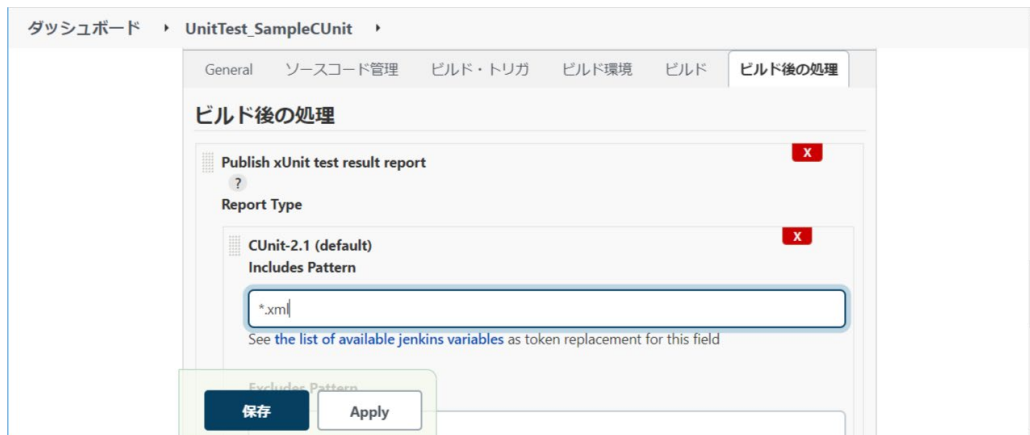 ダッシュボード ▸ UnitTest_SampleCUnit ▸
General ソースコード管理 ビルド・トリガ ビルド環境 ビルド ビルド後の処理
ビルド後の処理
Publish xUnit test result report X
?
Report Type
CUnit-2.1 (default) X
Includes Pattern
*.xml
See the list of available jenkins variables as token replacement for this field
Excludes Pattern
保存 Apply